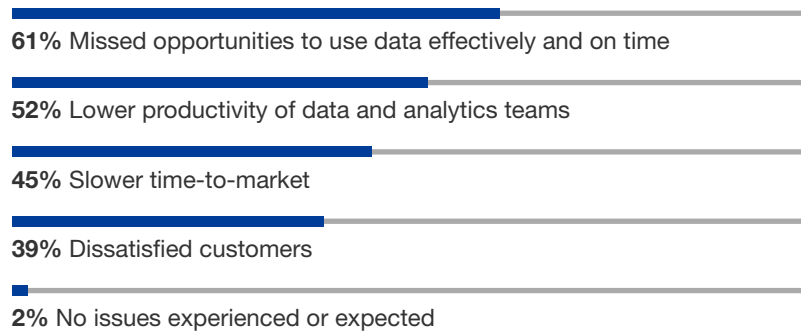 61% Missed opportunities to use data effectively and on time
52% Lower productivity of data and analytics teams
45% Slower time-to-market
39% Dissatisfied customers
2% No issues experienced or expected